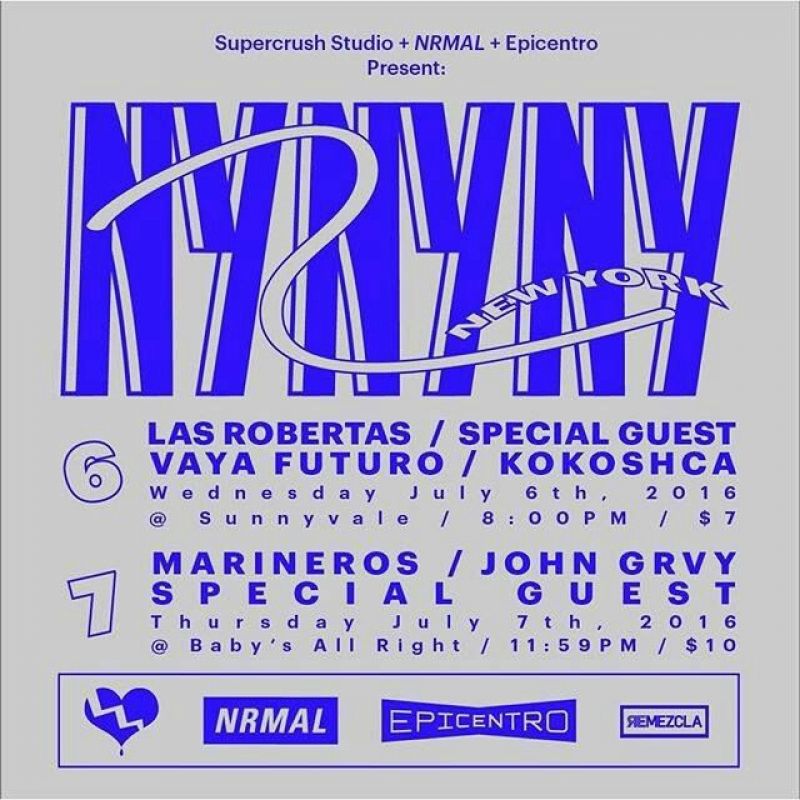 Supercrush Studio + NRMAL + Epicentro
Present:
NYNYNY
NEW YORK
6
LAS ROBERTAS / SPECIAL GUEST
VAYA FUTURO / KOKOSHCA
Wednesday July 6th, 2016
@ Sunnyvale / 8:00PM / $7
7
MARINEROS / JOHN GRVY
SPECIAL GUEST
Thursday July 7th, 2016
@ Baby's All Right / 11:59PM / $10
NRMAL
EPICENTRO
REMEZCLA